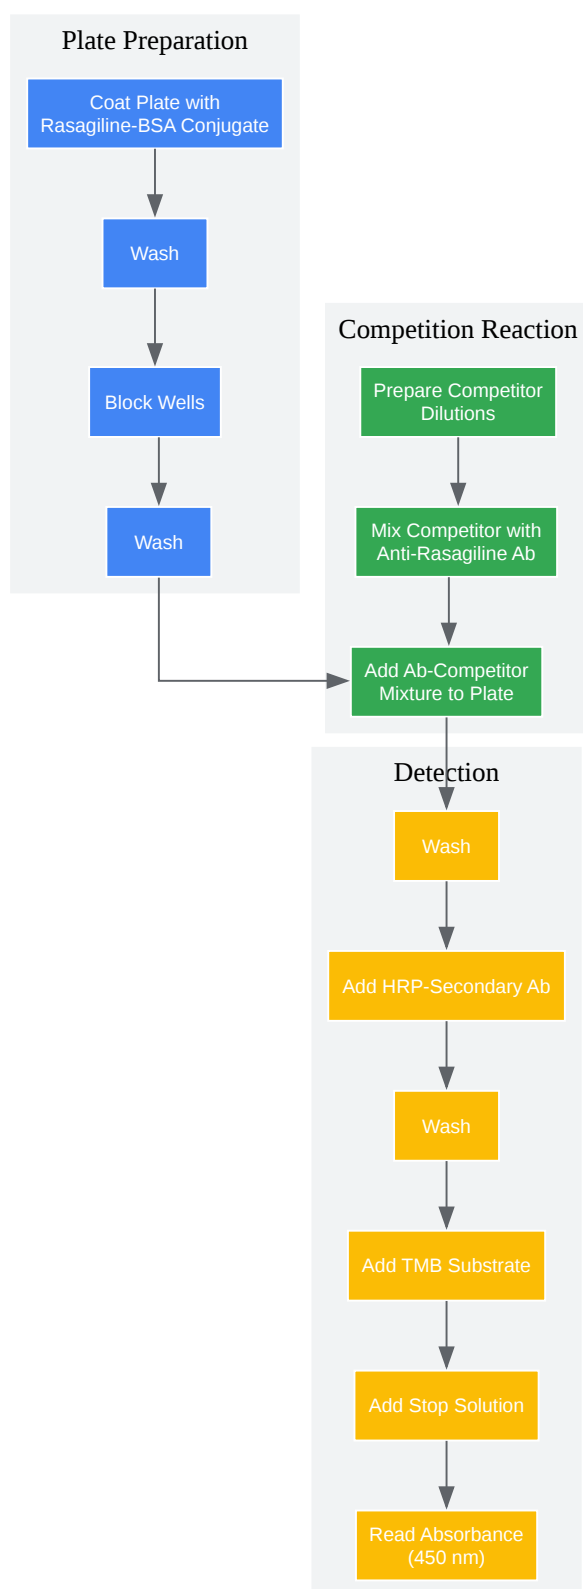 Plate Preparation
Coat Plate with
Rasagiline-BSA Conjugate
Wash
Block Wells
Wash
Competition Reaction
Prepare Competitor
Dilutions
Mix Competitor with
Anti-Rasagiline Ab
Add Ab-Competitor
Mixture to Plate
Detection
Wash
Add HRP-Secondary Ab
Wash
Add TMB Substrate
Add Stop Solution
Read Absorbance
(450 nm)